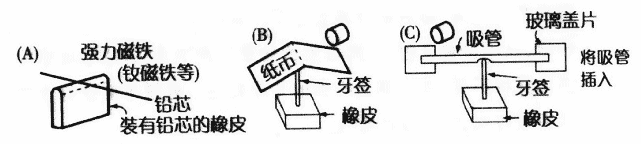 (A)
强力磁铁
(钕磁铁等)
铅芯
装有铅芯的橡皮
(B)
纸币
牙签
橡皮
(C)
吸管
玻璃盖片
将吸管
插入
牙签
橡皮